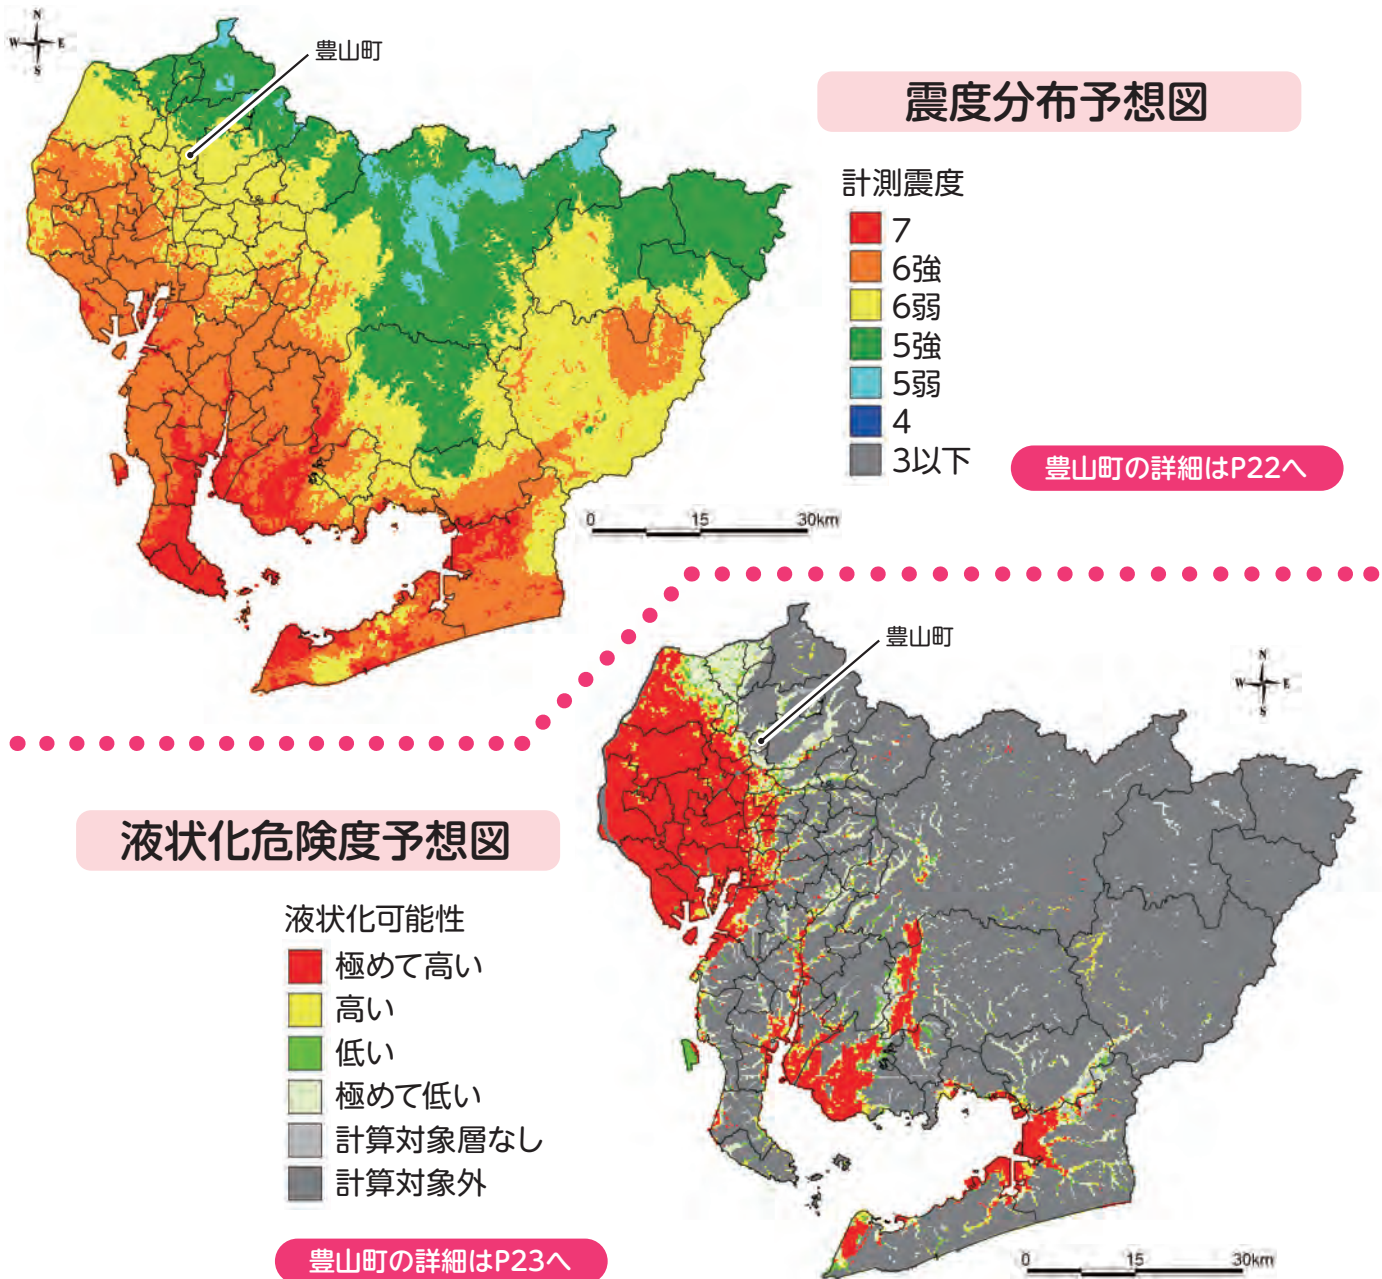 N
W E
S
豊山町
震度分布予想図
計測震度
7
6強
6弱
5強
5弱
4
3以下
豊山町の詳細はP22へ
0 15 30km
豊山町
N
W E
S
液状化危険度予想図
液状化可能性
極めて高い
高い
低い
極めて低い
計算対象層なし
計算対象外
豊山町の詳細はP23へ
0 15 30km